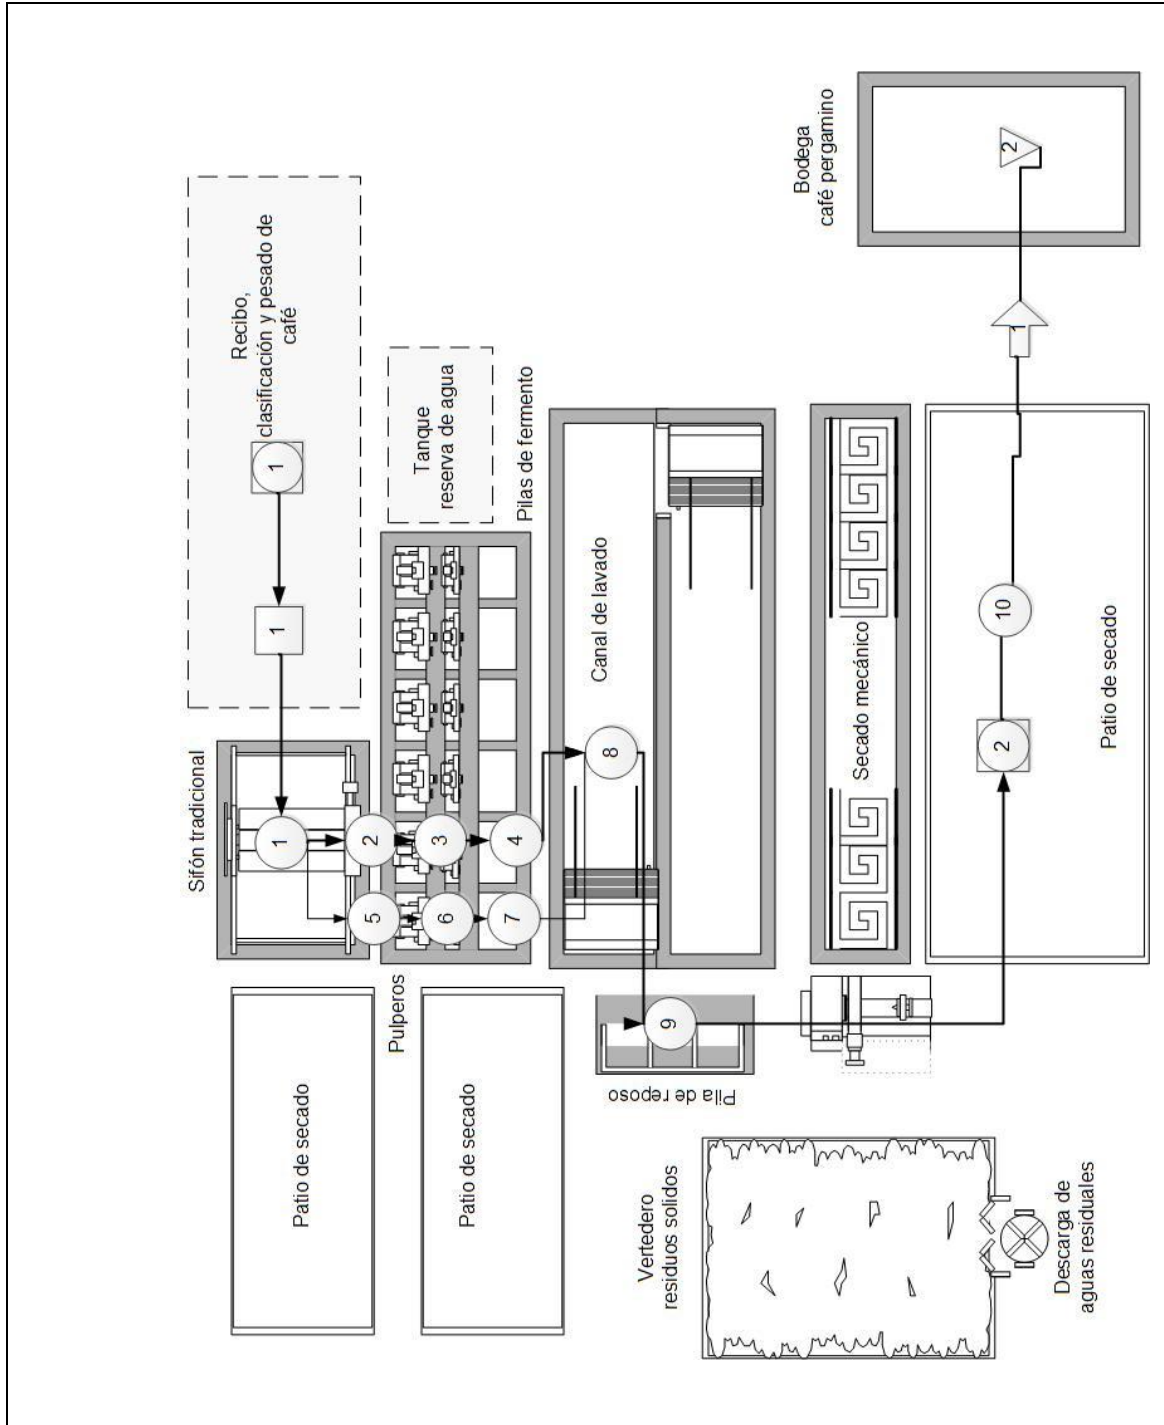 Bodega
café pergamino
2
1
Recibo,
clasificación y pesado de
café
1
1
Tanque
reserva de agua
Pilas de fermento
Sifón tradicional
1
2
3
4
5
6
7
Pulperos
Canal de lavado
8
Secado mecánico
Patio de secado
10
2
9
Pila de reposo
Patio de secado
Patio de secado
Vertedero
residuos solidos
Descarga de
aguas residuales